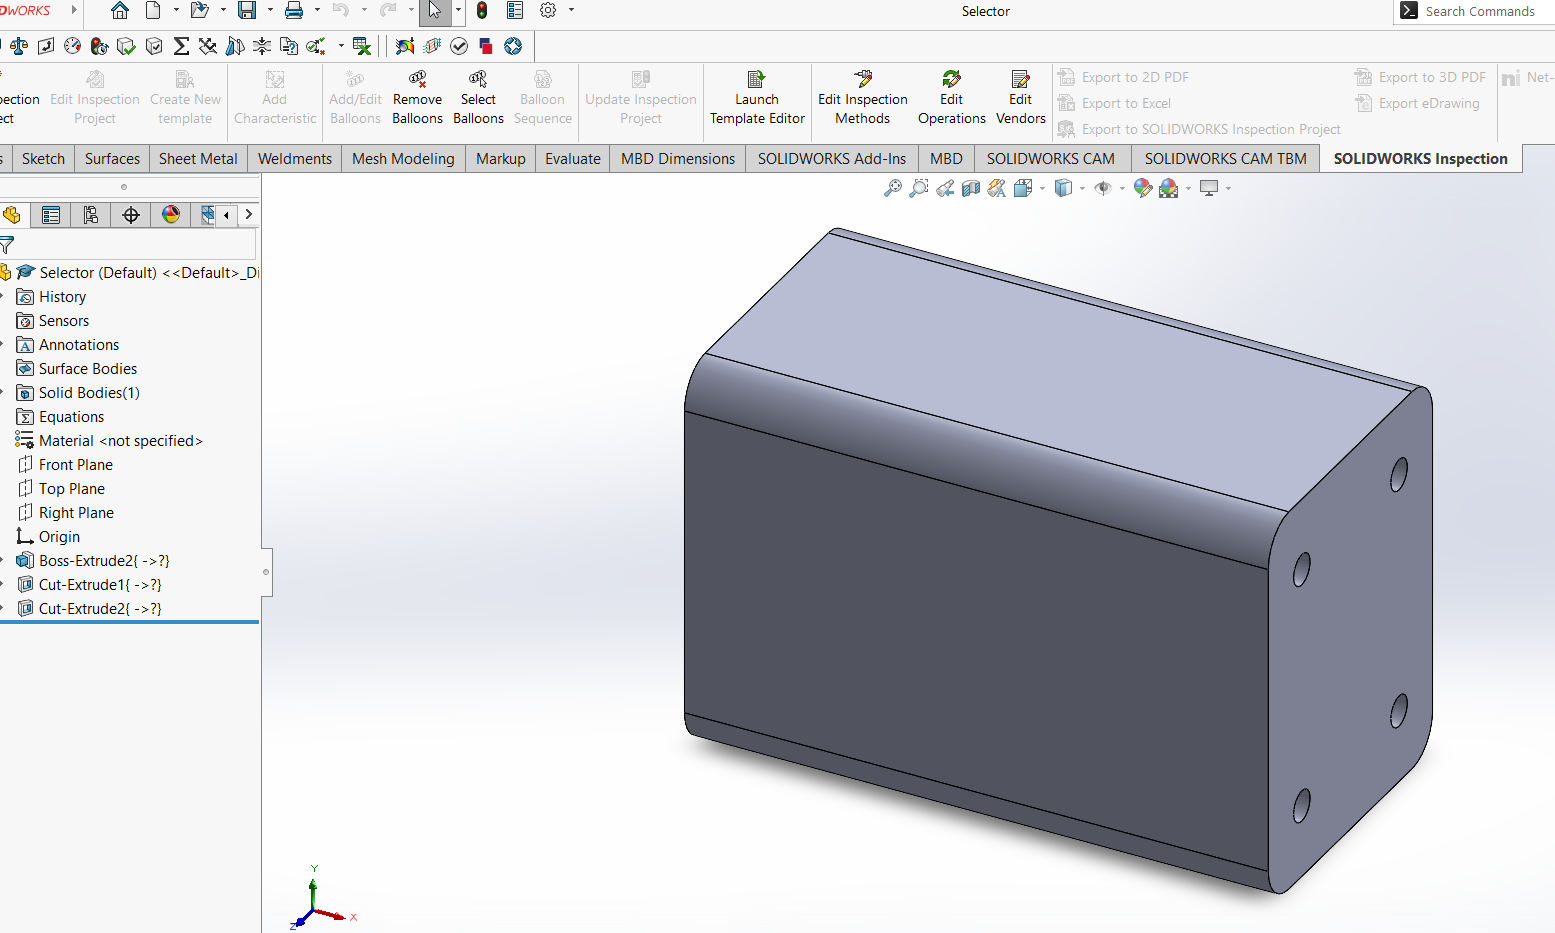 DWORKS
Selector
Search Commands
pection
ect
Edit Inspection
Project
Create New
template
Add
Characteristic
Add/Edit
Balloons
Remove
Balloons
Select
Balloons
Balloon
Sequence
Update Inspection
Project
Launch
Template Editor
Edit Inspection
Methods
Edit
Operations
Edit
Vendors
Export to 2D PDF
Export to Excel
Export to SOLIDWORKS Inspection Project
Export to 3D PDF
Export eDrawing
Net-
s
Sketch
Surfaces
Sheet Metal
Weldments
Mesh Modeling
Markup
Evaluate
MBD Dimensions
SOLIDWORKS Add-Ins
MBD
SOLIDWORKS CAM
SOLIDWORKS CAM TBM
SOLIDWORKS Inspection
Selector (Default) <<Default>_Di
History
Sensors
Annotations
Surface Bodies
Solid Bodies(1)
Equations
Material <not specified>
Front Plane
Top Plane
Right Plane
Origin
Boss-Extrude2{ ->?}
Cut-Extrude1{ ->?}
Cut-Extrude2{ ->?}
Y
X
Z